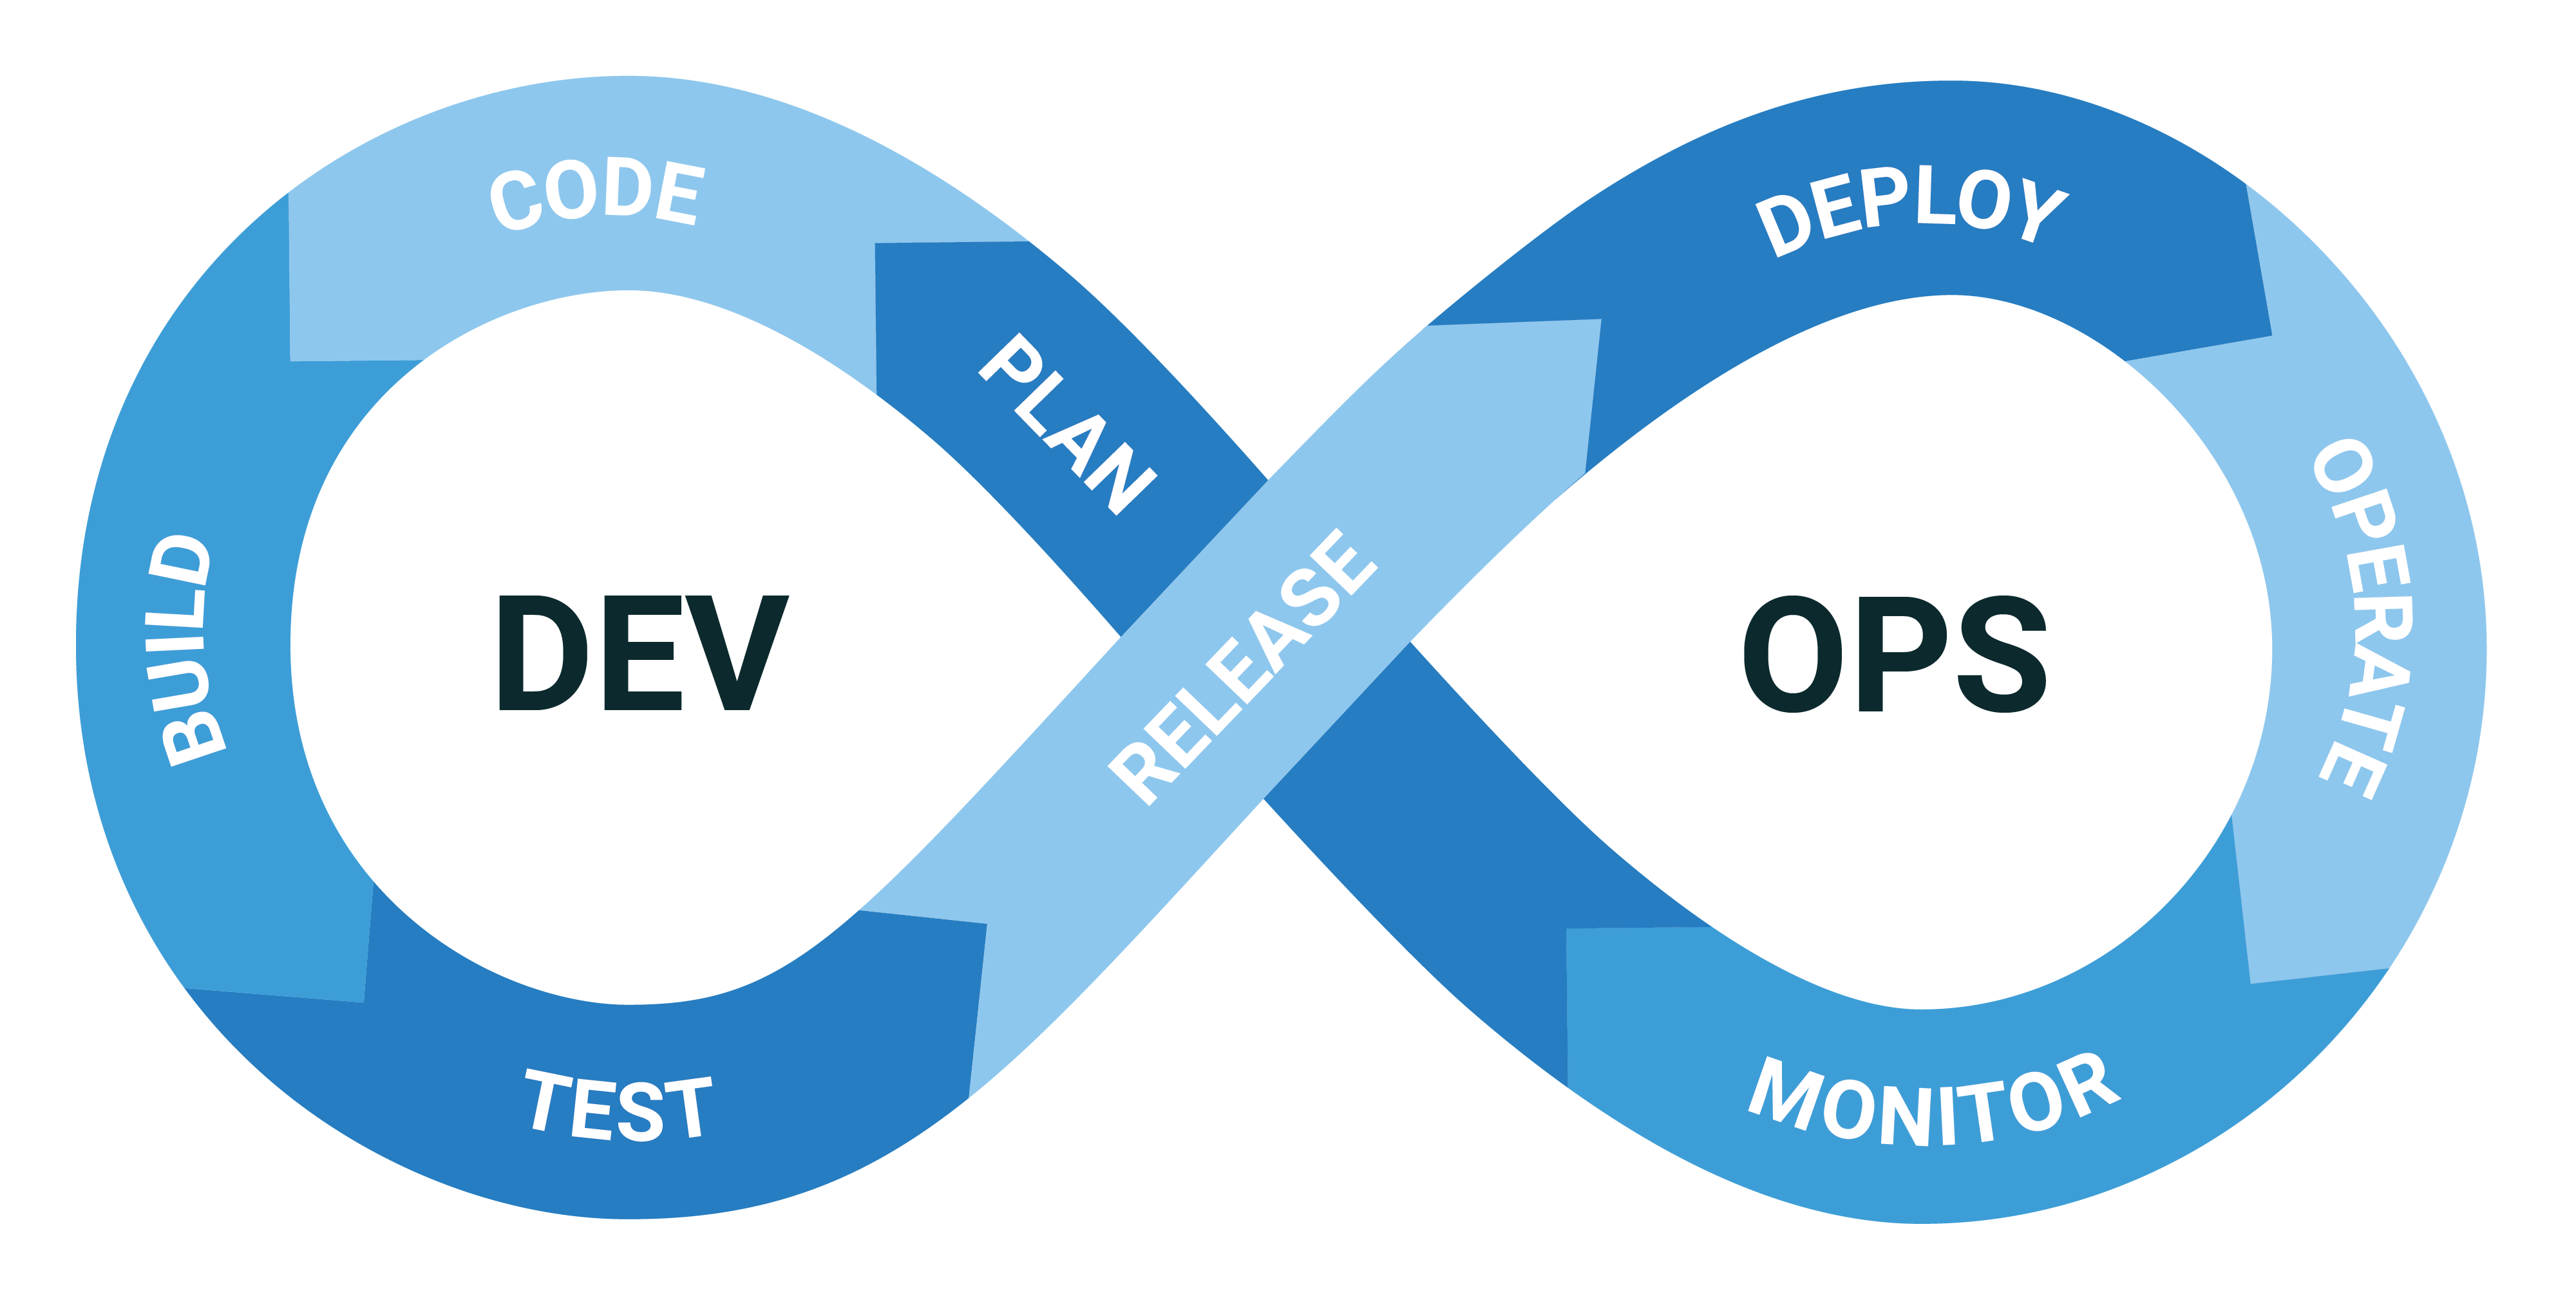 CODE
DEPLOY
PLAN
OPERATE
BUILD
DEV
RELEASE
OPS
TEST
MONITOR